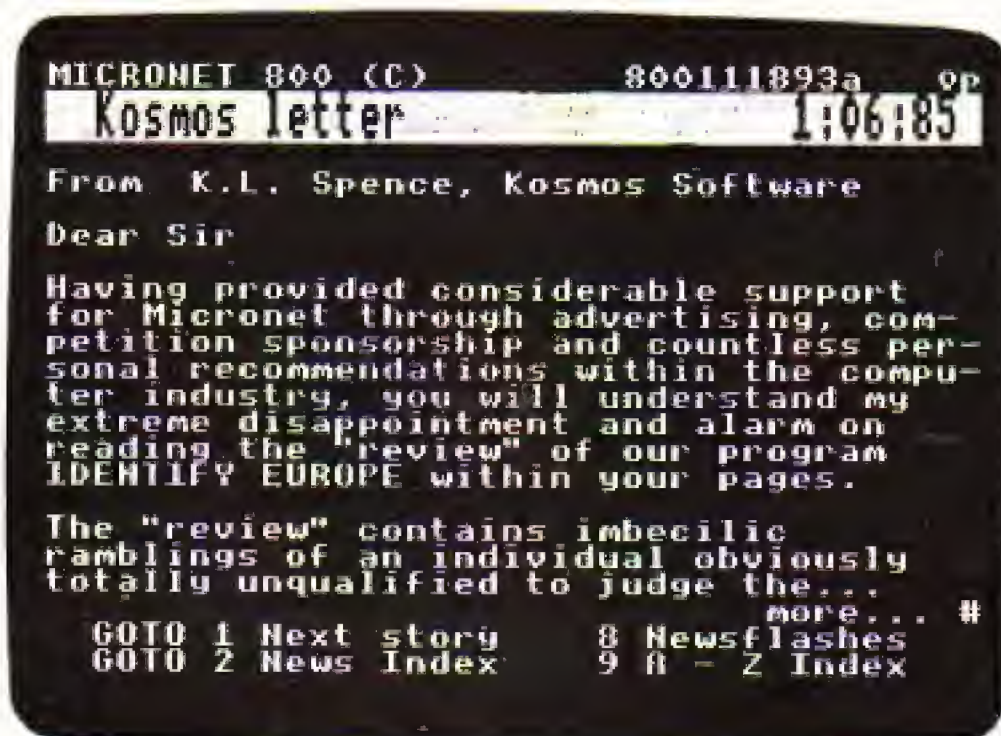 MICRONET 800 (C) 800111893a 0p
Kosmos letter 1:06:85
From K.L. Spence, Kosmos Software
Dear Sir
Having provided considerable support
for Micronet through advertising, com-
petition sponsorship and countless per-
sonal recommendations within the compu-
ter industry, you will understand my
extreme disappointment and alarm on
reading the "review" of our program
IDENTIFY EUROPE within your pages.
The "review" contains imbecilic
ramblings of an individual obviously
totally unqualified to judge the...
more... #
GOTO 1 Next story 8 Newsflashes
GOTO 2 News Index 9 A - Z Index